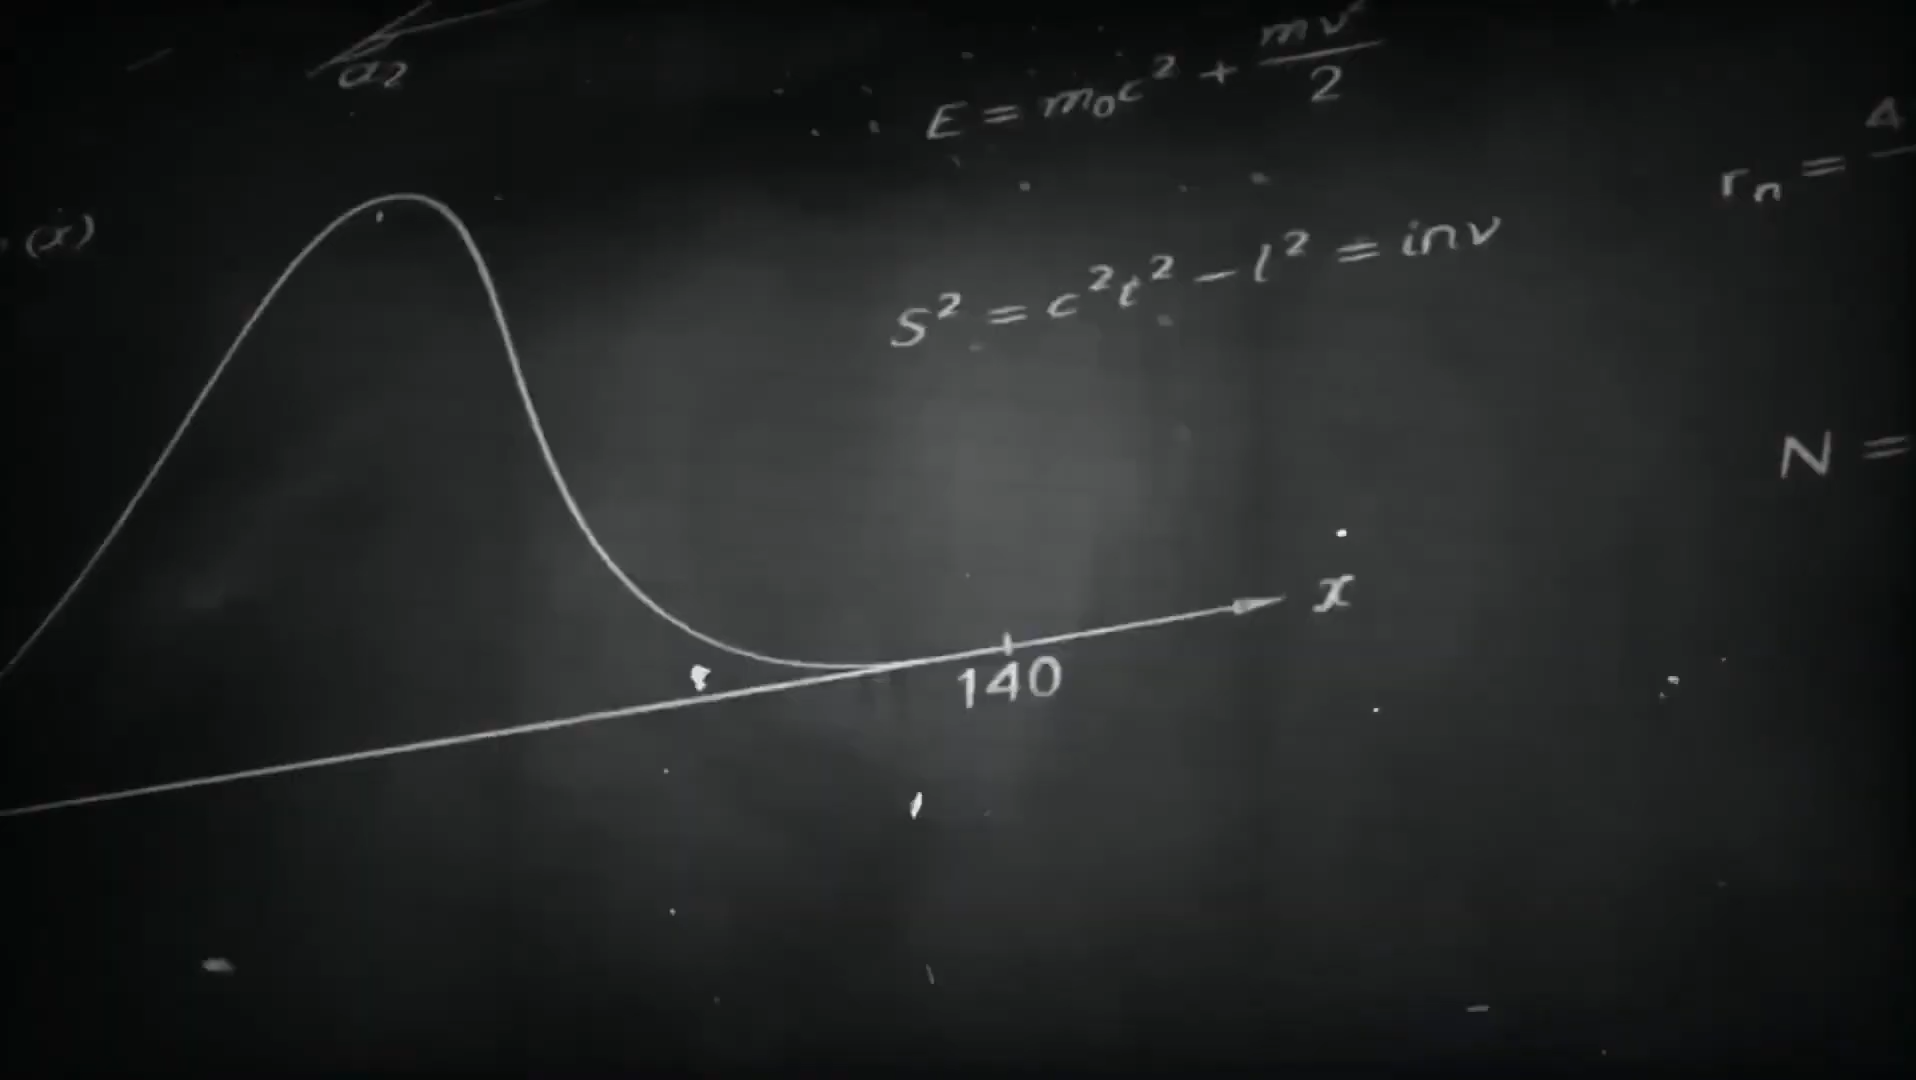 a₂
E = m₀c² + mv²/2
(x)
S² = c²t² – l² = inv
rₙ =
N =
x
140